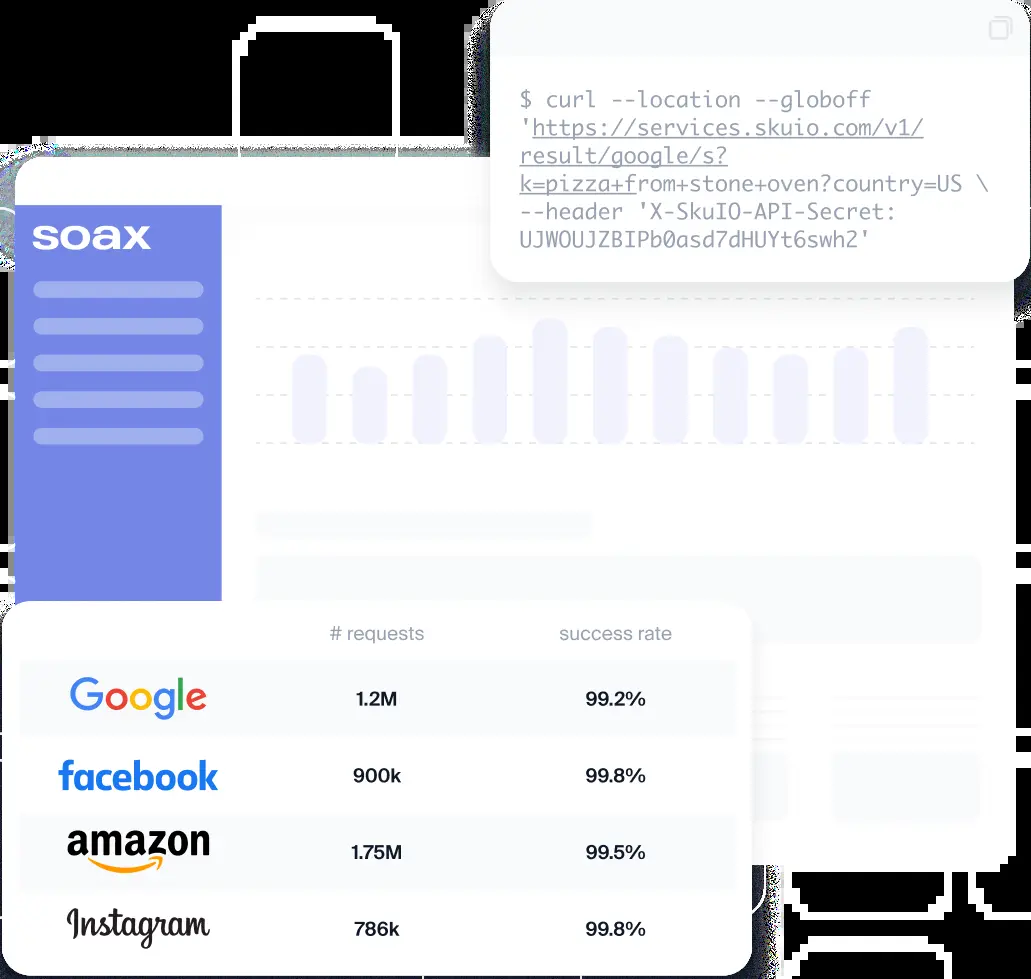 $ curl --location --globoff
'https://services.skuio.com/v1/
result/google/s?
k=pizza+from+stone+oven?country=US \
--header 'X-SkuIO-API-Secret:
UJWOUJZBIPb0asd7dHUYt6swh2'
soax
# requests success rate
Google 1.2M 99.2%
facebook 900k 99.8%
amazon 1.75M 99.5%
Instagram 786k 99.8%